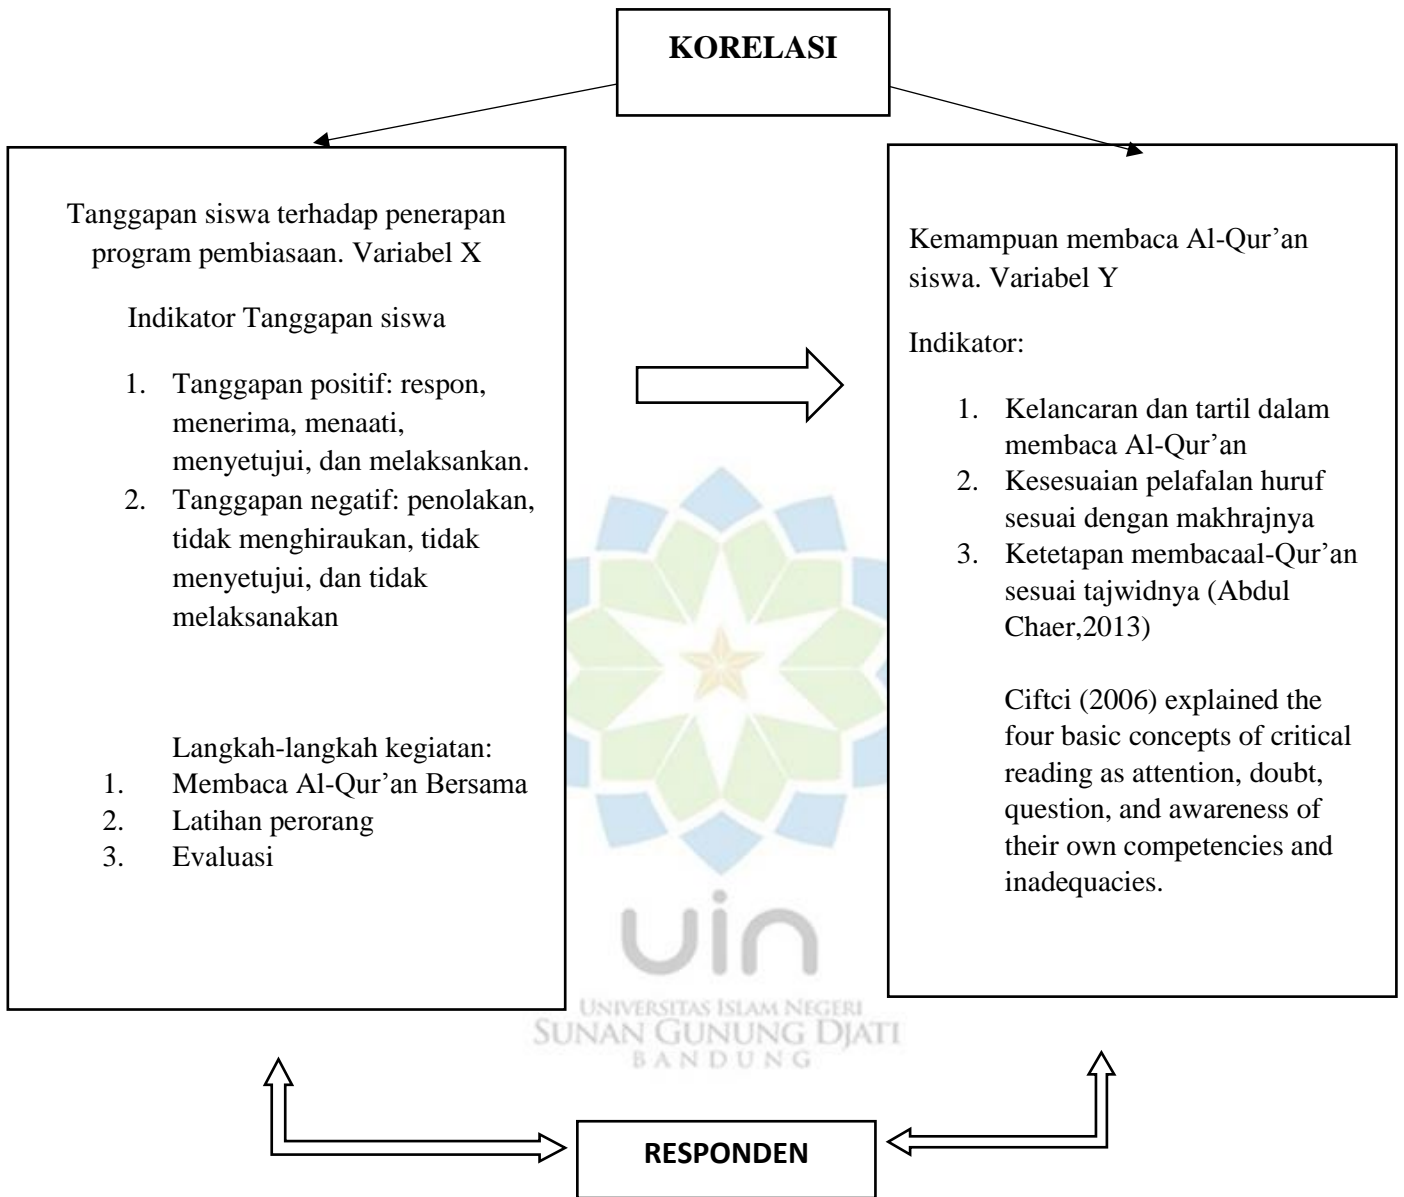 KORELASI
Tanggapan siswa terhadap penerapan
program pembiasaan. Variabel X
Indikator Tanggapan siswa
1. Tanggapan positif: respon,
menerima, menaati,
menyetujui, dan melaksankan.
2. Tanggapan negatif: penolakan,
tidak menghiraukan, tidak
menyetujui, dan tidak
melaksanakan
Langkah-langkah kegiatan:
1. Membaca Al-Qur’an Bersama
2. Latihan perorang
3. Evaluasi
Kemampuan membaca Al-Qur’an
siswa. Variabel Y
Indikator:
1. Kelancaran dan tartil dalam
membaca Al-Qur’an
2. Kesesuaian pelafalan huruf
sesuai dengan makhrajnya
3. Ketetapan membacaal-Qur’an
sesuai tajwidnya (Abdul
Chaer,2013)
Ciftci (2006) explained the
four basic concepts of critical
reading as attention, doubt,
question, and awareness of
their own competencies and
inadequacies.
uin
UNIVERSITAS ISLAM NEGERI
SUNAN GUNUNG DJATI
BANDUNG
RESPONDEN